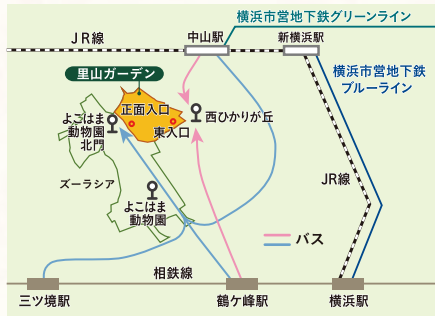 横浜市営地下鉄グリーンライン
JR線
中山駅
新横浜駅
横浜市営地下鉄
ブルーライン
里山ガーデン
正面入口
西ひかりが丘
よこはま
動物園
北門
東入口
ズーラシア
JR線
よこはま
動物園
バス
相鉄線
三ツ境駅
鶴ケ峰駅
横浜駅